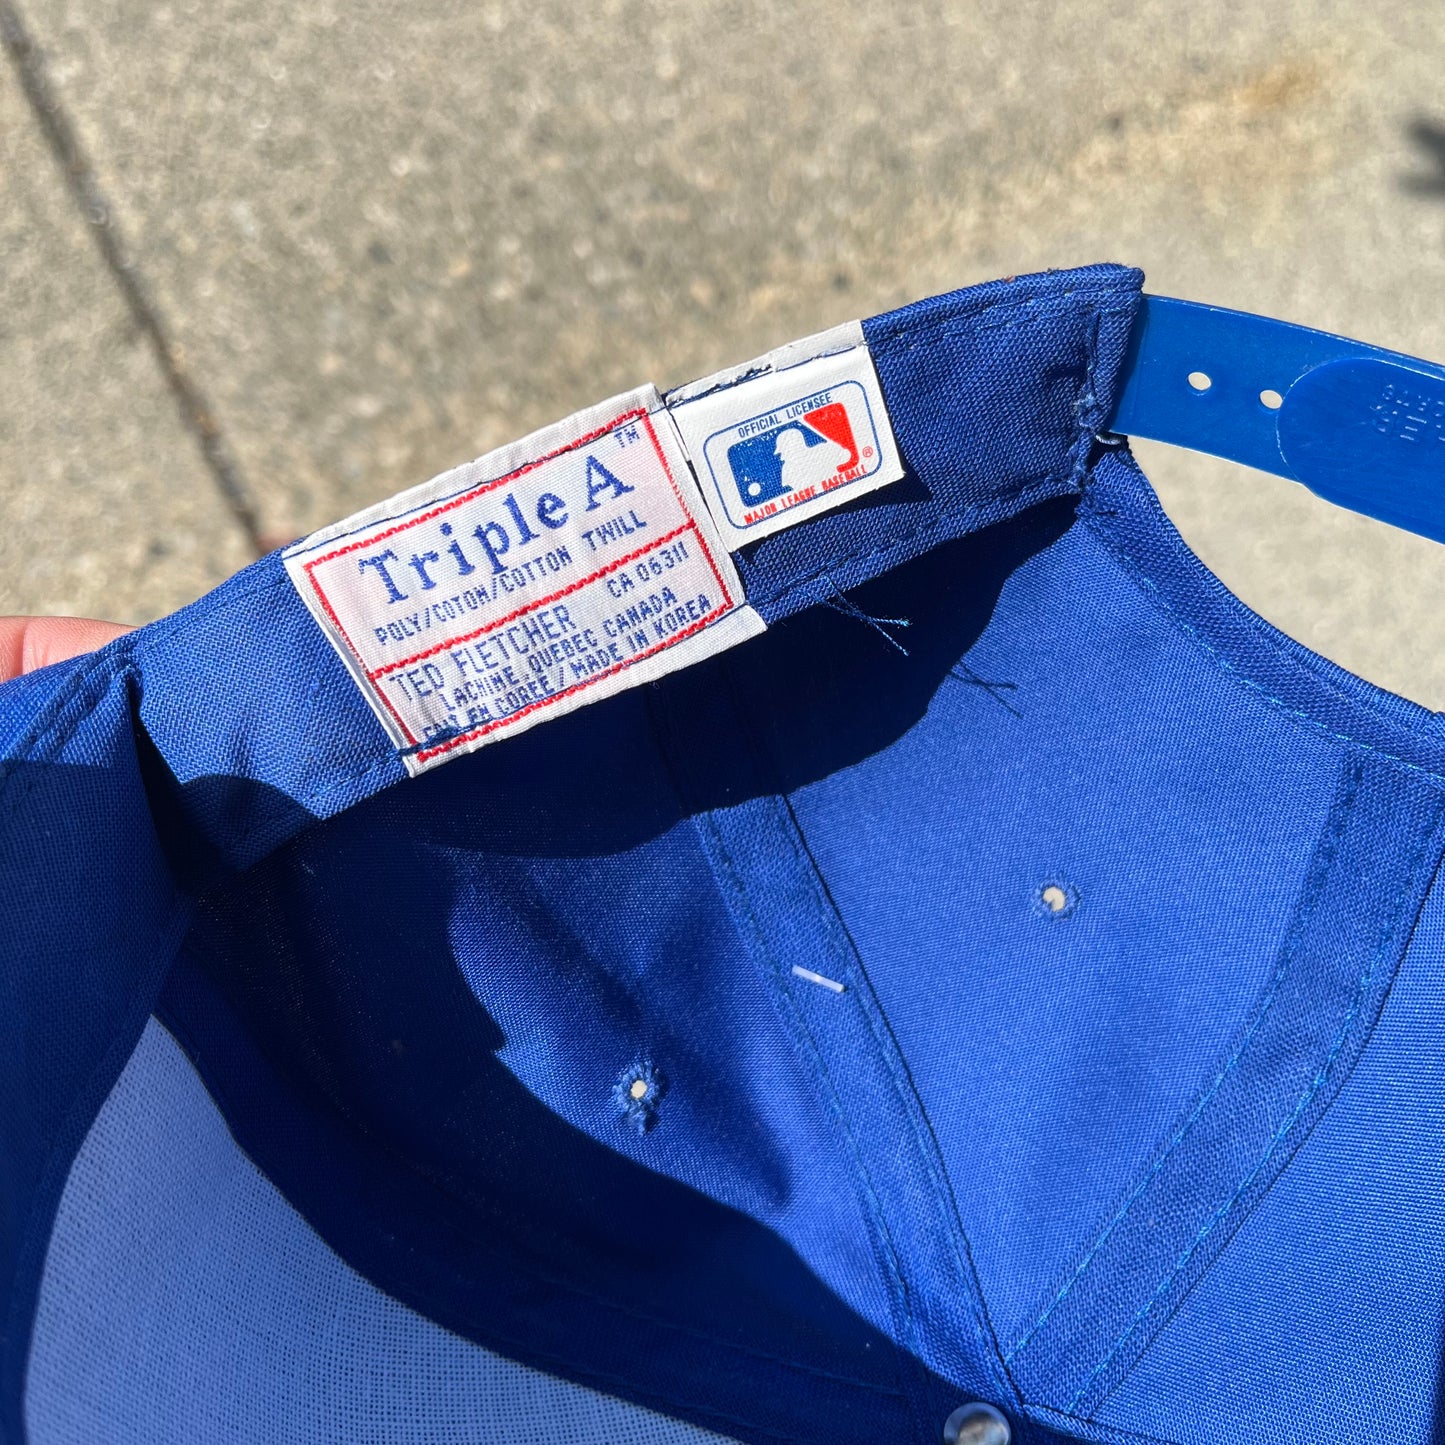 Triple A™
POLY/COTON/COTTON TWILL
TED FLETCHER CA 06311
LACHINE, QUEBEC CANADA
FAIT EN COREE / MADE IN KOREA
OFFICIAL LICENSEE
®
MAJOR LEAGUE BASEBALL